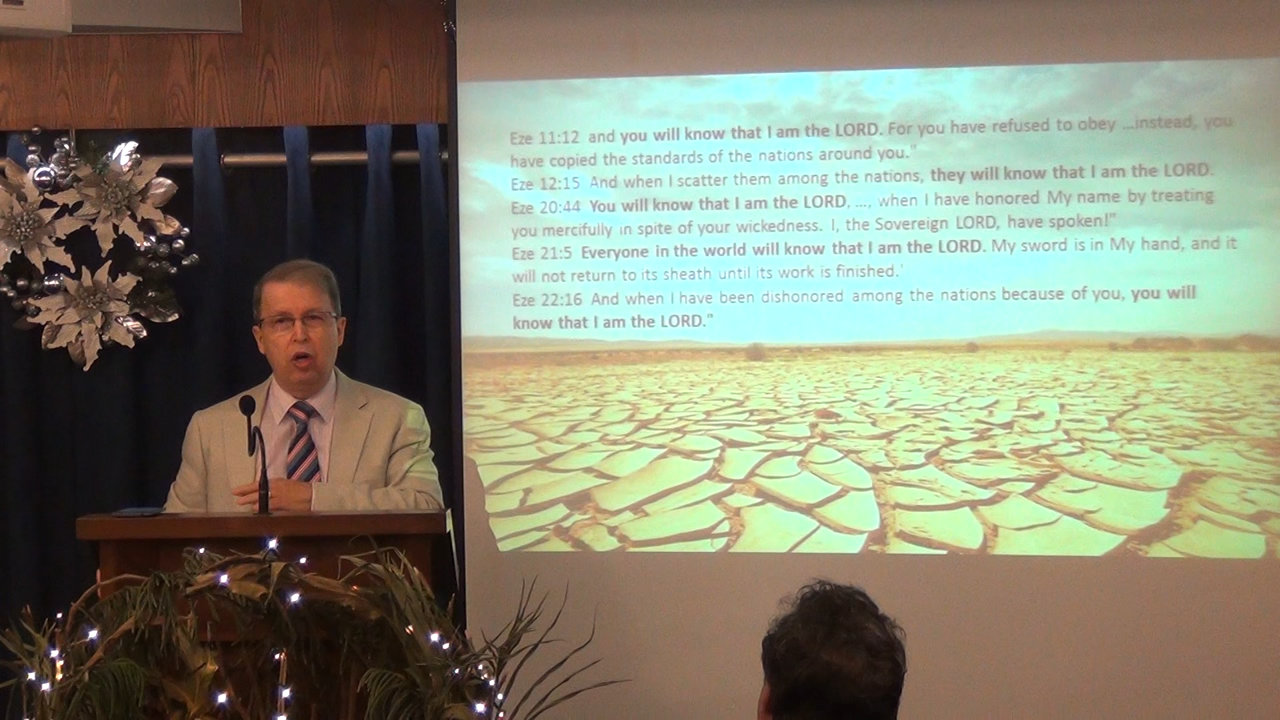 Eze 11:12 and you will know that I am the LORD. For you have refused to obey ...instead, you
have copied the standards of the nations around you."
Eze 12:15 And when I scatter them among the nations, they will know that I am the LORD.
Eze 20:44 You will know that I am the LORD, ..., when I have honored My name by treating
you mercifully in spite of your wickedness. I, the Sovereign LORD, have spoken!"
Eze 21:5 Everyone in the world will know that I am the LORD. My sword is in My hand, and it
will not return to its sheath until its work is finished.'
Eze 22:16 And when I have been dishonored among the nations because of you, you will
know that I am the LORD."